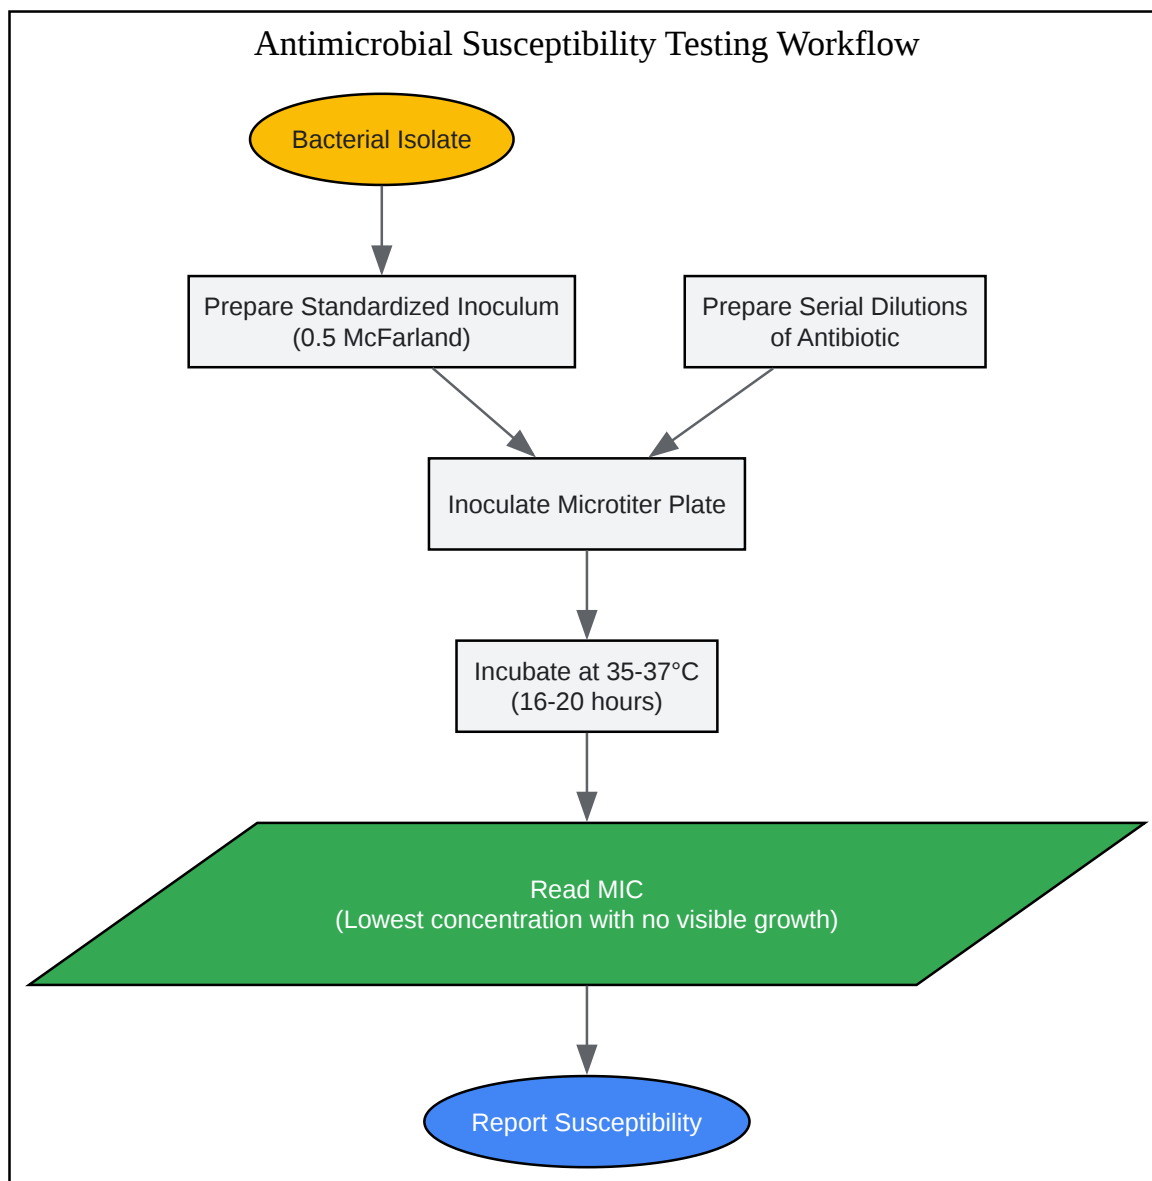 Antimicrobial Susceptibility Testing Workflow
Bacterial Isolate
Prepare Standardized Inoculum
(0.5 McFarland)
Prepare Serial Dilutions
of Antibiotic
Inoculate Microtiter Plate
Incubate at 35-37°C
(16-20 hours)
Read MIC
(Lowest concentration with no visible growth)
Report Susceptibility